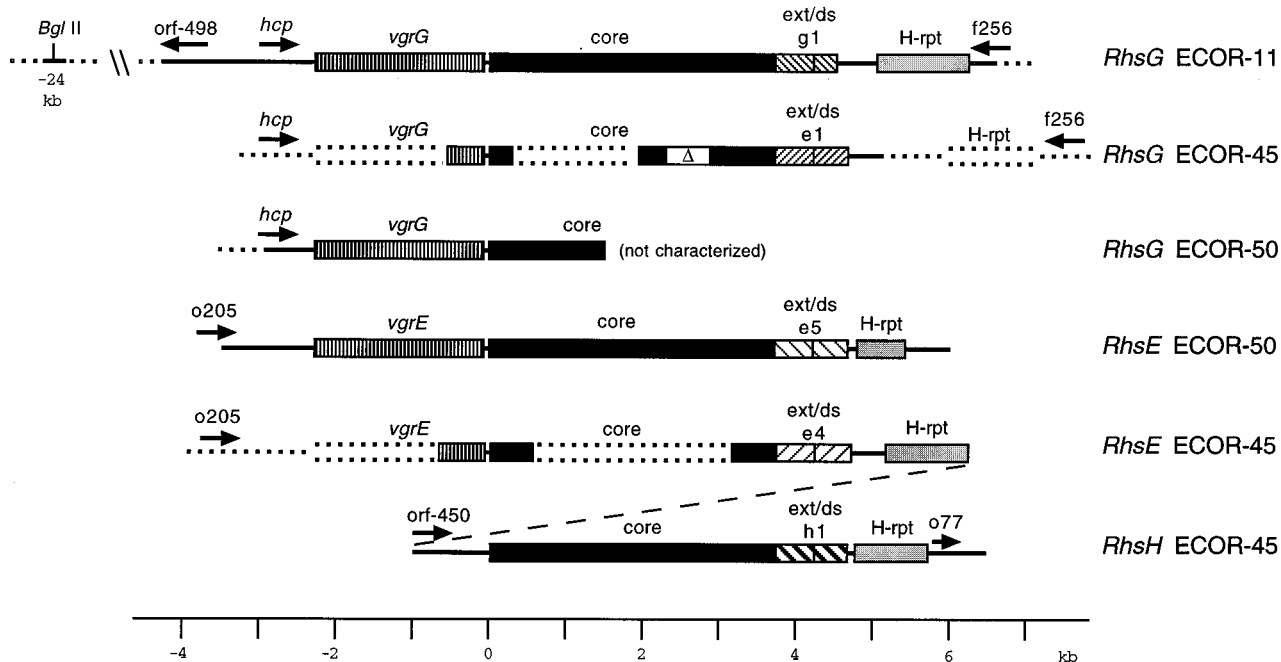 Bgl II
orf-498
hcp
vgrG
core
ext/ds
g1
H-rpt
f256
RhsG ECOR-11
-24
kb
hcp
vgrG
core
ext/ds
e1
H-rpt
f256
RhsG ECOR-45
Δ
hcp
vgrG
core
(not characterized)
RhsG ECOR-50
o205
vgrE
core
ext/ds
e5
H-rpt
RhsE ECOR-50
o205
vgrE
core
ext/ds
e4
H-rpt
RhsE ECOR-45
orf-450
core
ext/ds
h1
H-rpt
o77
RhsH ECOR-45
-4 -2 0 2 4 6 kb